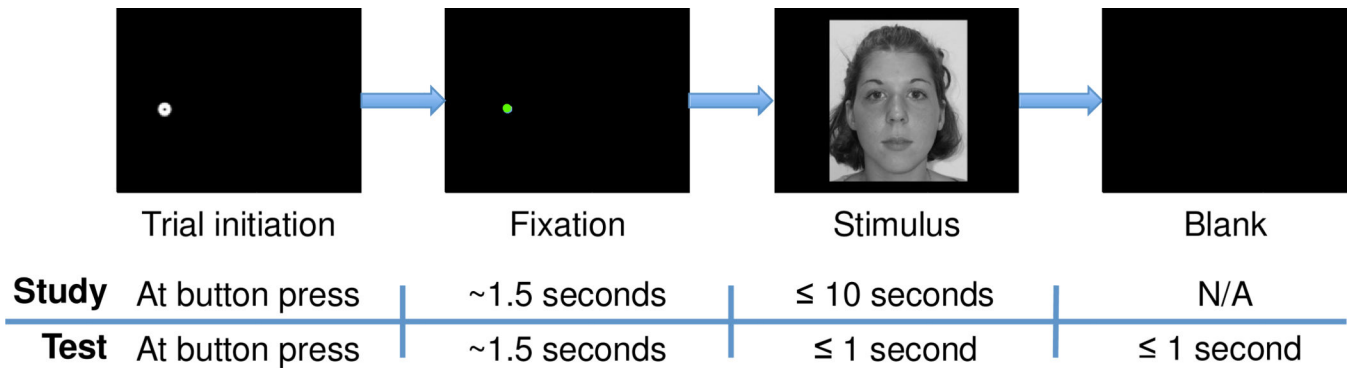 Trial initiation Fixation Stimulus Blank
Study At button press ~1.5 seconds ≤ 10 seconds N/A
Test At button press ~1.5 seconds ≤ 1 second ≤ 1 second